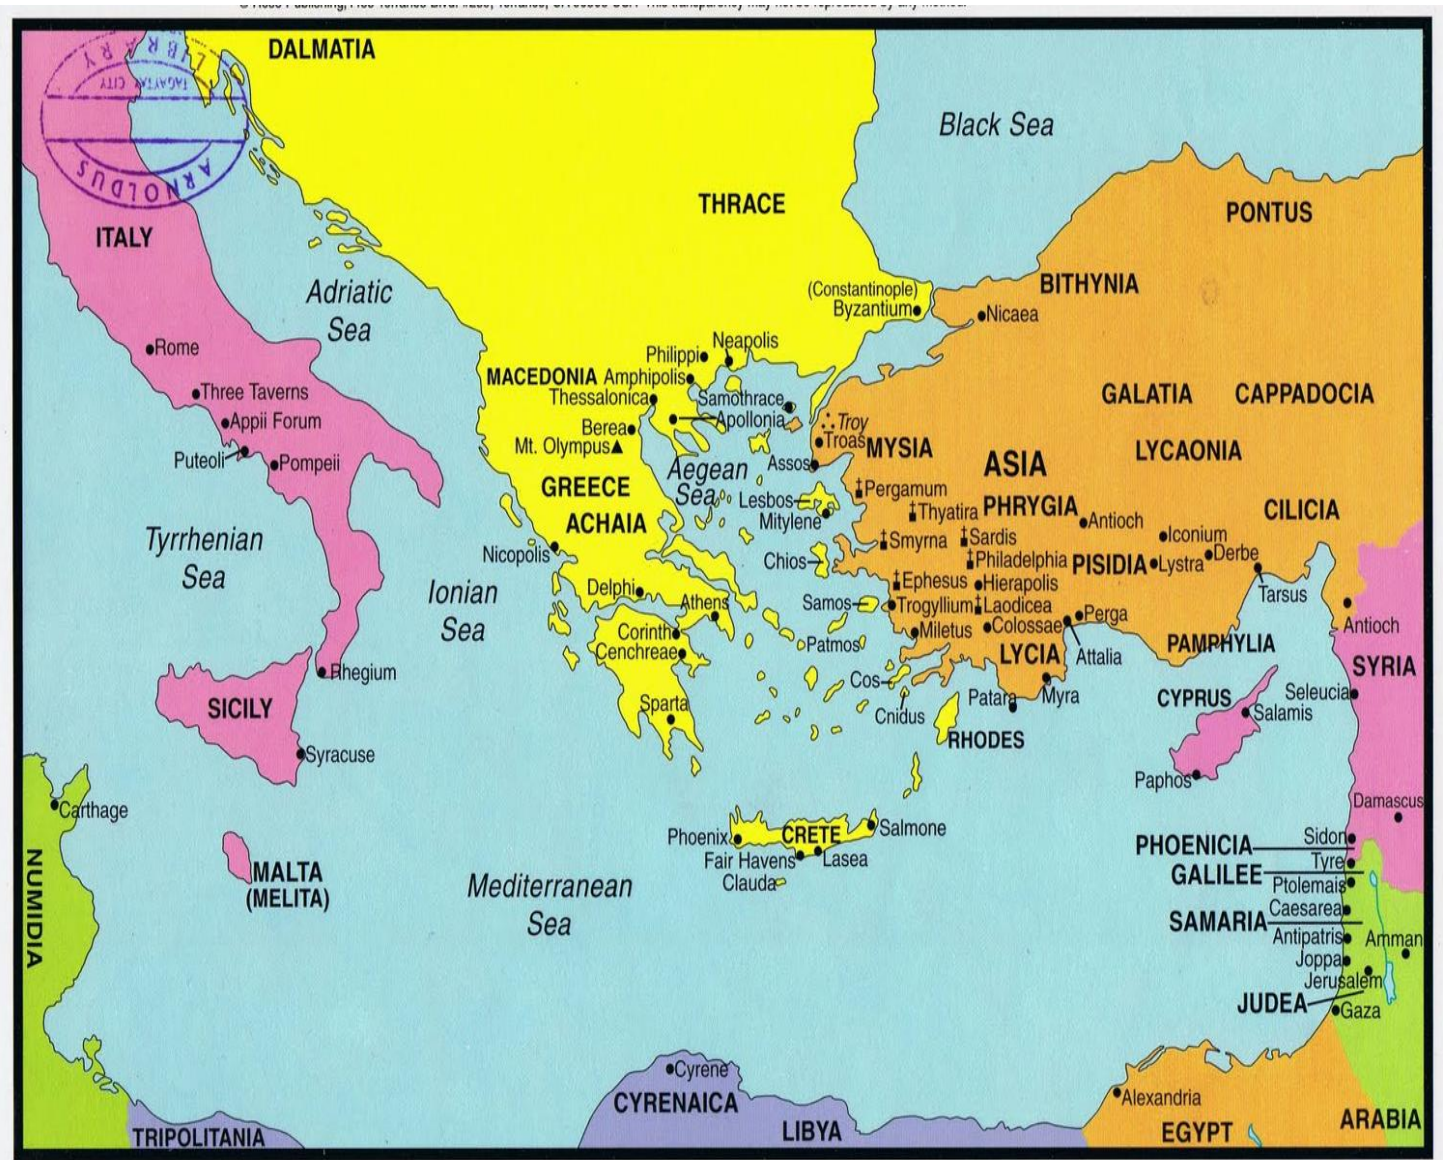 DALMATIA
LIBRARY
TAGAYTAY CITY
ARNOLDUS
Black Sea
THRACE
PONTUS
ITALY
Adriatic
Sea
BITHYNIA
(Constantinople)
Byzantium
Nicaea
Rome
Neapolis
Philippi
MACEDONIA
Amphipolis
Thessalonica
Samothrace
Apollonia
GALATIA
CAPPADOCIA
Three Taverns
Appii Forum
Puteoli
Pompeii
Berea
Mt. Olympus
Troy
Troas
MYSIA
LYCAONIA
Aegean
Sea
Assos
ASIA
GREECE
ACHAIA
Lesbos
Mitylene
Pergamum
Thyatira
PHRYGIA
Antioch
CILICIA
Tyrrhenian
Sea
Nicopolis
Chios
Smyrna
Sardis
Philadelphia
PISIDIA
Iconium
Lystra
Derbe
Tarsus
Ionian
Sea
Delphi
Athens
Samos
Ephesus
Hierapolis
Trogyllium
Laodicea
Perga
Antioch
Corinth
Cenchreae
Patmos
Miletus
Colossae
LYCIA
Attalia
PAMPHYLIA
SYRIA
Rhegium
SICILY
Sparta
Cos
Cnidus
Patara
Myra
CYPRUS
Seleucia
Salamis
RHODES
Syracuse
Paphos
Carthage
Damascus
Phoenix
CRETE
Salmone
Fair Havens
Lasea
Clauda
PHOENICIA
Sidon
Tyre
GALILEE
Ptolemais
MALTA
(MELITA)
Mediterranean
Sea
NUMIDIA
Caesarea
SAMARIA
Antipatris
Amman
Joppa
Jerusalem
JUDEA
Gaza
Cyrene
CYRENAICA
Alexandria
TRIPOLITANIA
LIBYA
EGYPT
ARABIA